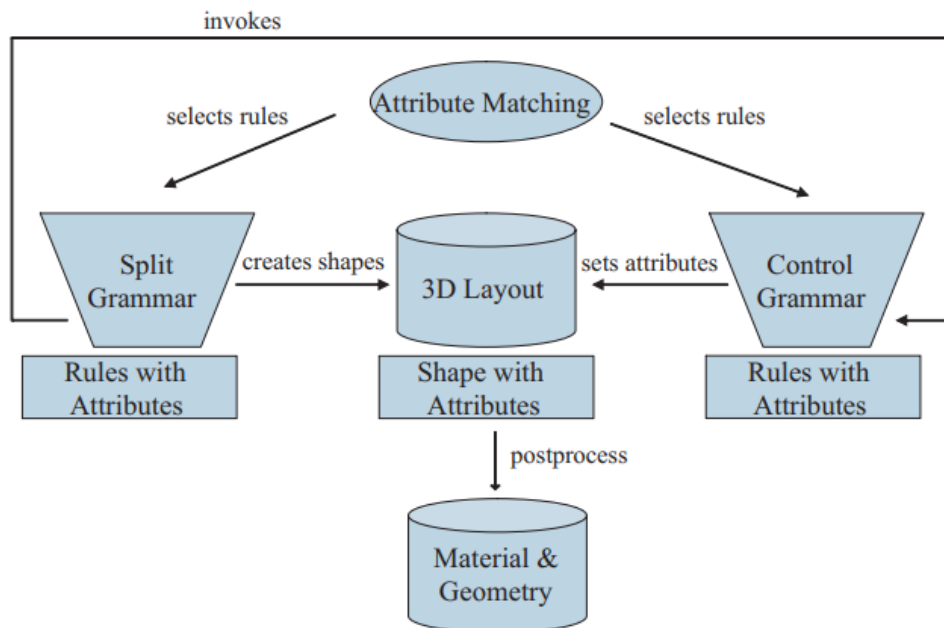 invokes
Attribute Matching
selects rules
selects rules
Split
Grammar
creates shapes
3D Layout
sets attributes
Control
Grammar
Rules with
Attributes
Shape with
Attributes
Rules with
Attributes
postprocess
Material &
Geometry